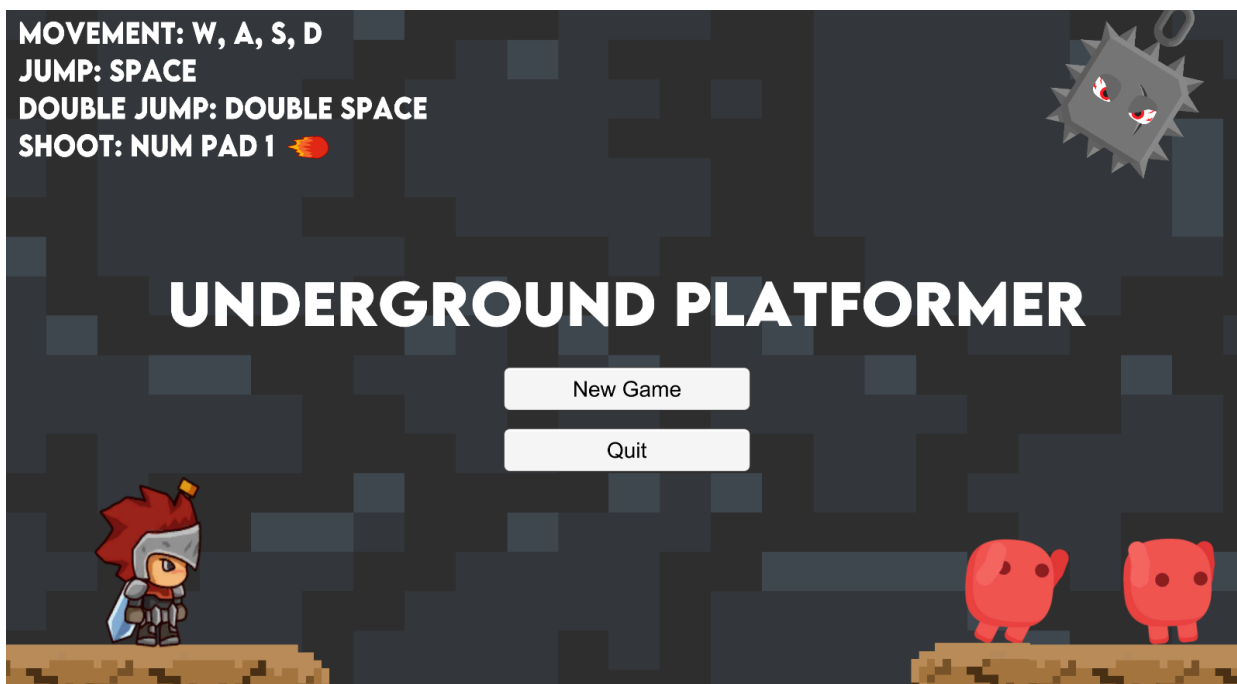 MOVEMENT: W, A, S, D
JUMP: SPACE
DOUBLE JUMP: DOUBLE SPACE
SHOOT: NUM PAD 1
UNDERGROUND PLATFORMER
New Game
Quit